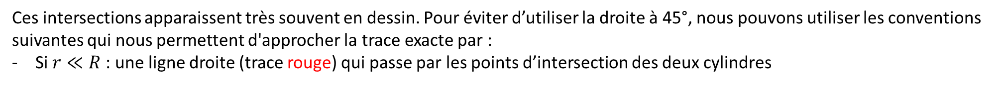 Ces intersections apparaissent très souvent en dessin. Pour éviter d’utiliser la droite à 45°, nous pouvons utiliser les conventions
suivantes qui nous permettent d'approcher la trace exacte par :
- Si 𝑟 ≪ 𝑅 : une ligne droite (trace rouge) qui passe par les points d’intersection des deux cylindres